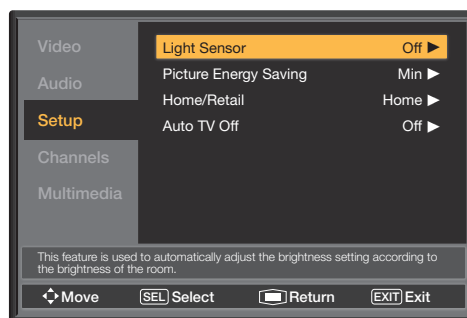 Video
Audio
Setup
Channels
Multimedia
Light Sensor Off
Picture Energy Saving Min
Home/Retail Home
Auto TV Off Off
This feature is used to automatically adjust the brightness setting according to
the brightness of the room.
Move SEL Select Return EXIT Exit